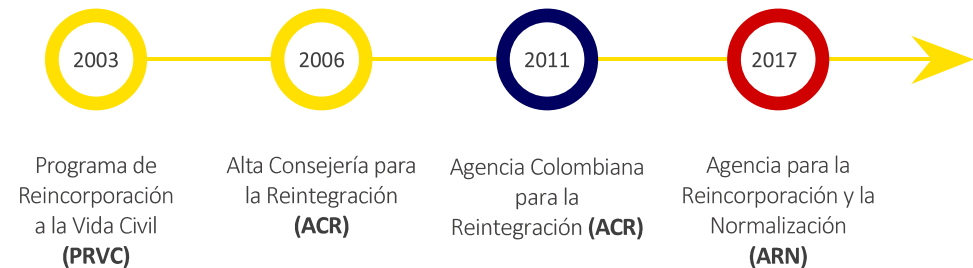 2003
2006
2011
2017
Programa de
Reincorporación
a la Vida Civil
(PRVC)
Alta Consejería para
la Reintegración
(ACR)
Agencia Colombiana
para la
Reintegración (ACR)
Agencia para la
Reincorporación y la
Normalización
(ARN)